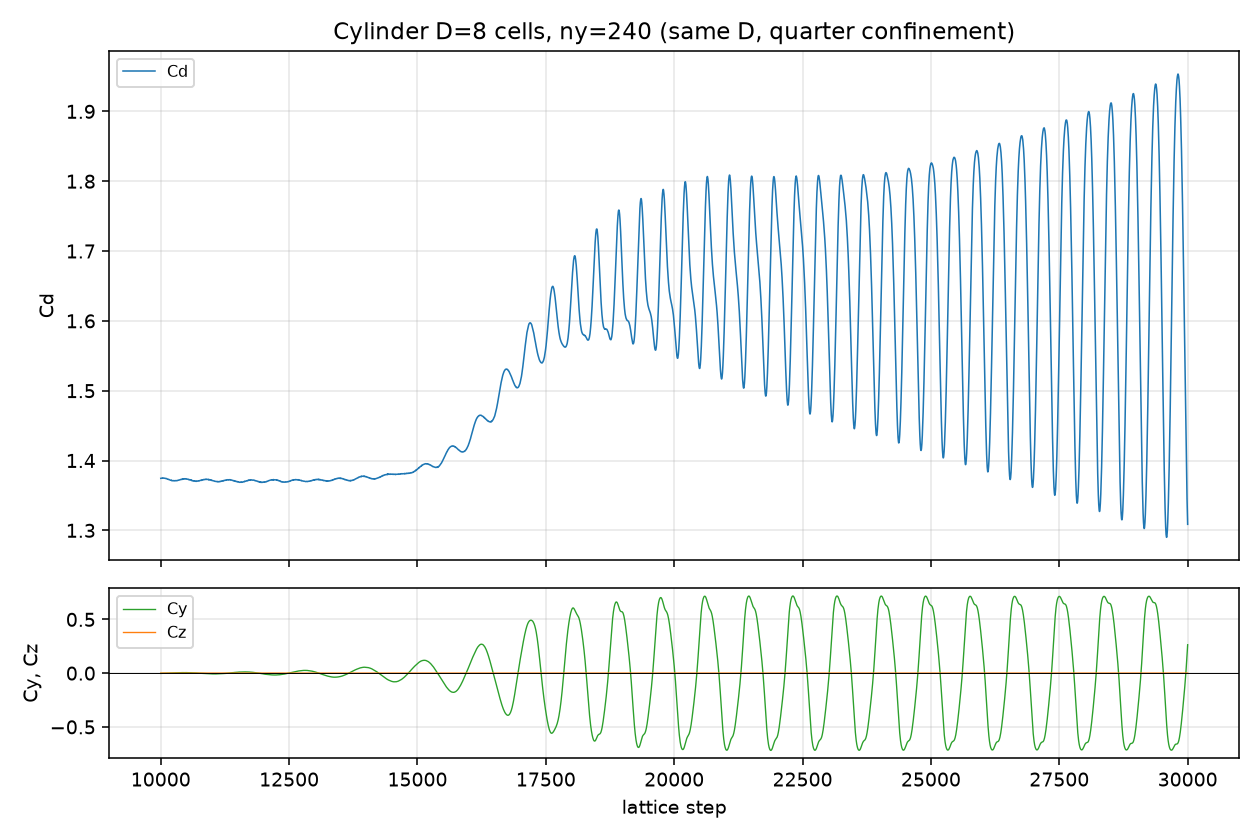 Cylinder D=8 cells, ny=240 (same D, quarter confinement)
Cd
1.9
1.8
1.7
1.6
1.5
1.4
1.3
Cd
Cy
Cz
0.5
0.0
−0.5
Cy, Cz
10000 12500 15000 17500 20000 22500 25000 27500 30000
lattice step